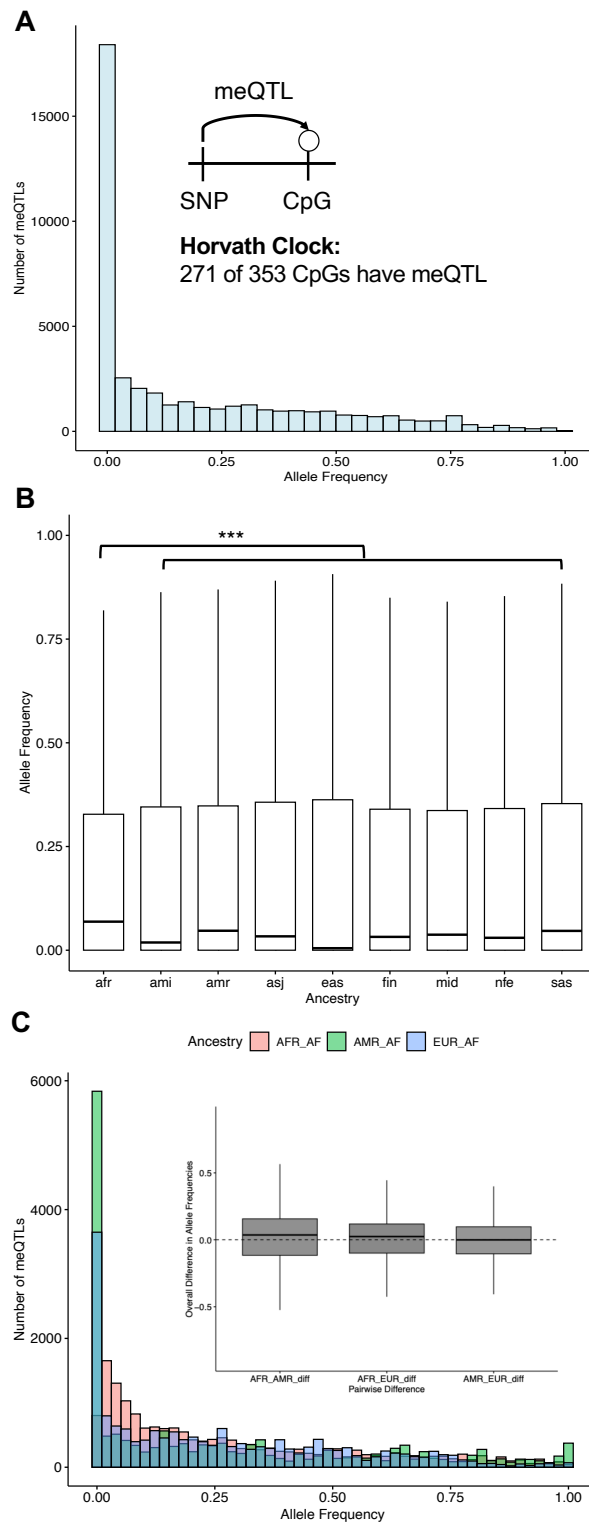 A
meQTL
SNP CpG
Horvath Clock:
271 of 353 CpGs have meQTL
Number of meQTLs
15000
10000
5000
0
0.00 0.25 0.50 0.75 1.00
Allele Frequency
B
***
Allele Frequency
1.00
0.75
0.50
0.25
0.00
afr ami amr asj eas fin mid nfe sas
Ancestry
C
Ancestry AFR_AF AMR_AF EUR_AF
Number of meQTLs
6000
4000
2000
0
Overall Difference in Allele Frequencies
0.5
0.0
−0.5
AFR_AMR_diff AFR_EUR_diff AMR_EUR_diff
Pairwise Difference
0.00 0.25 0.50 0.75 1.00
Allele Frequency